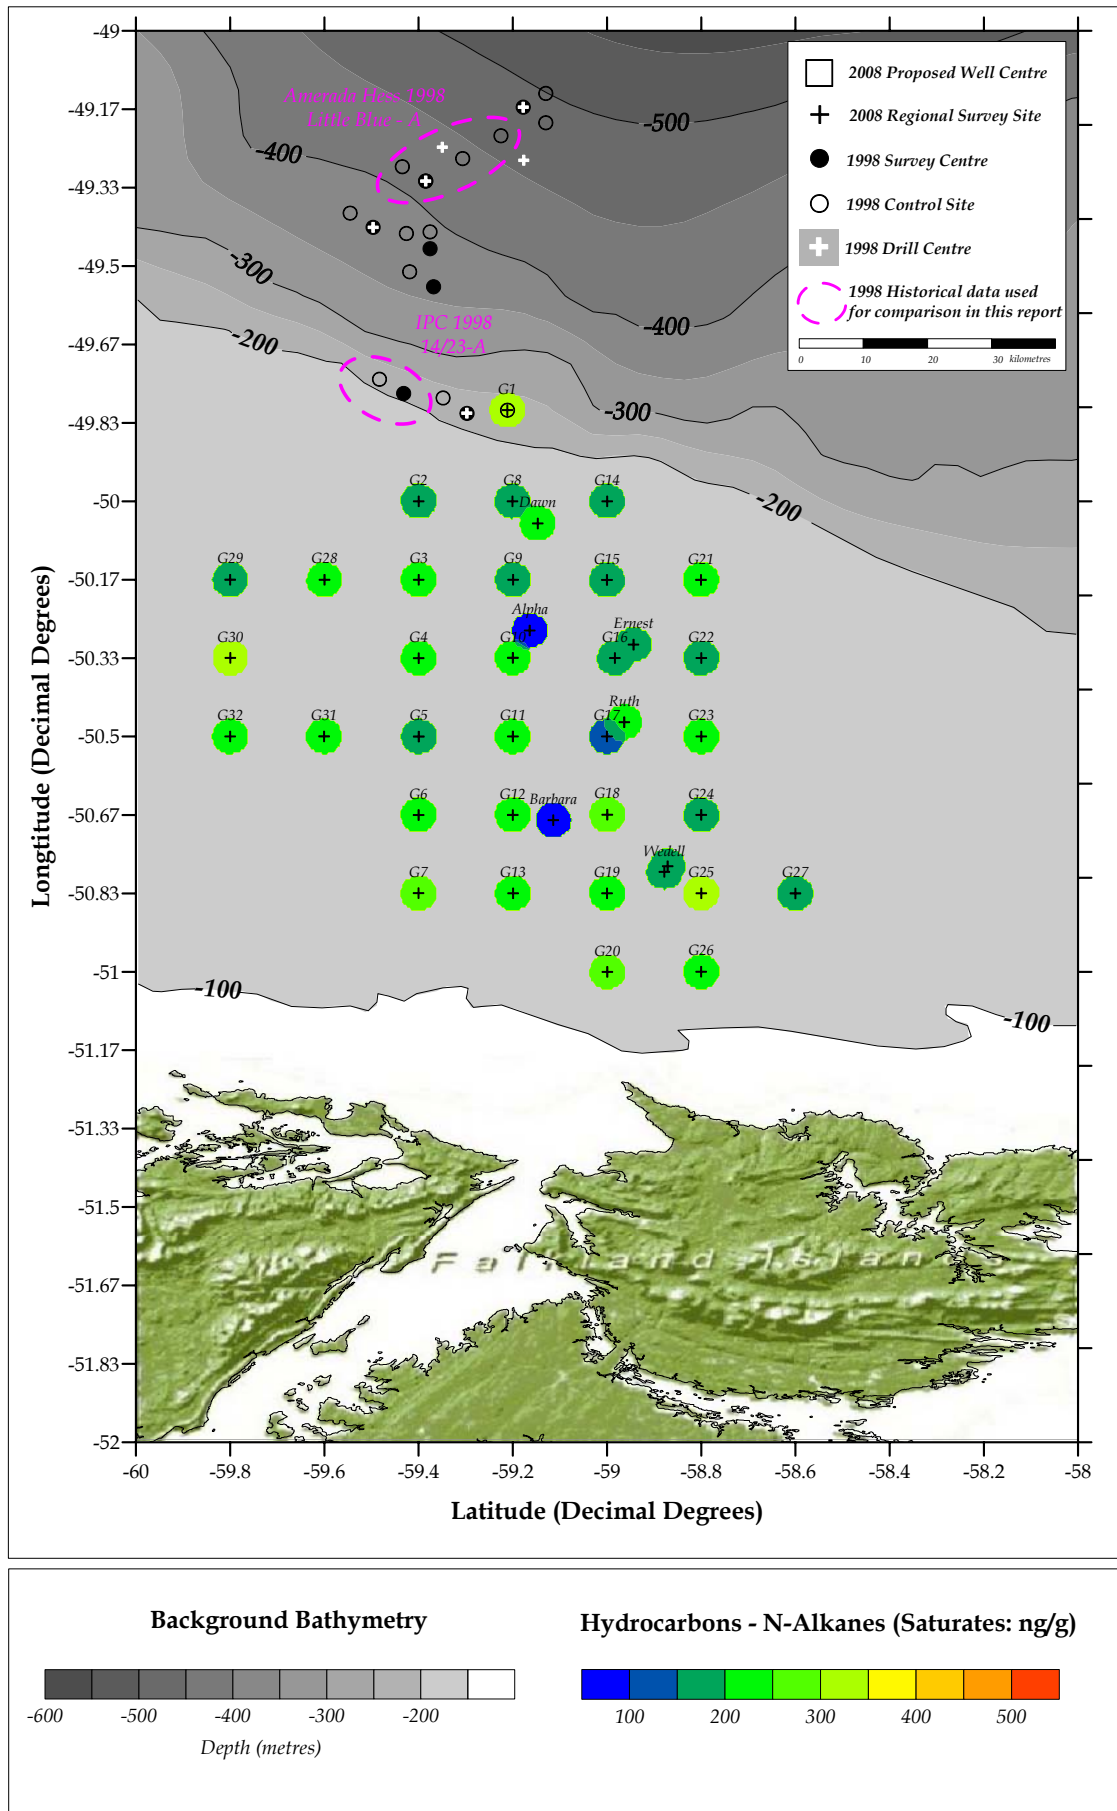 -49
-49.17
-49.33
-49.5
-49.67
-49.83
-50
-50.17
-50.33
-50.5
-50.67
-50.83
-51
-51.17
-51.33
-51.5
-51.67
-51.83
-52
Longtitude (Decimal Degrees)
Amerada Hess 1998
Little Blue - A
-500
-400
-300
-400
-200
IPC 1998
14/23-A
-300
-200
2008 Proposed Well Centre
2008 Regional Survey Site
1998 Survey Centre
1998 Control Site
1998 Drill Centre
1998 Historical data used
for comparison in this report
0 10 20 30 kilometres
G1
G2 G8 G14
Dawn
G29 G28 G3 G9 G15 G21
Alpha
Ernest
G30 G4 G10 G16 G22
Ruth
G32 G31 G5 G11 G17 G23
G6 G12 Barbara G18 G24
Wedell
G7 G13 G19 G25 G27
G20 G26
-100
-100
Falkland Islands
-60 -59.8 -59.6 -59.4 -59.2 -59 -58.8 -58.6 -58.4 -58.2 -58
Latitude (Decimal Degrees)
Background Bathymetry
-600 -500 -400 -300 -200
Depth (metres)
Hydrocarbons - N-Alkanes (Saturates: ng/g)
100 200 300 400 500